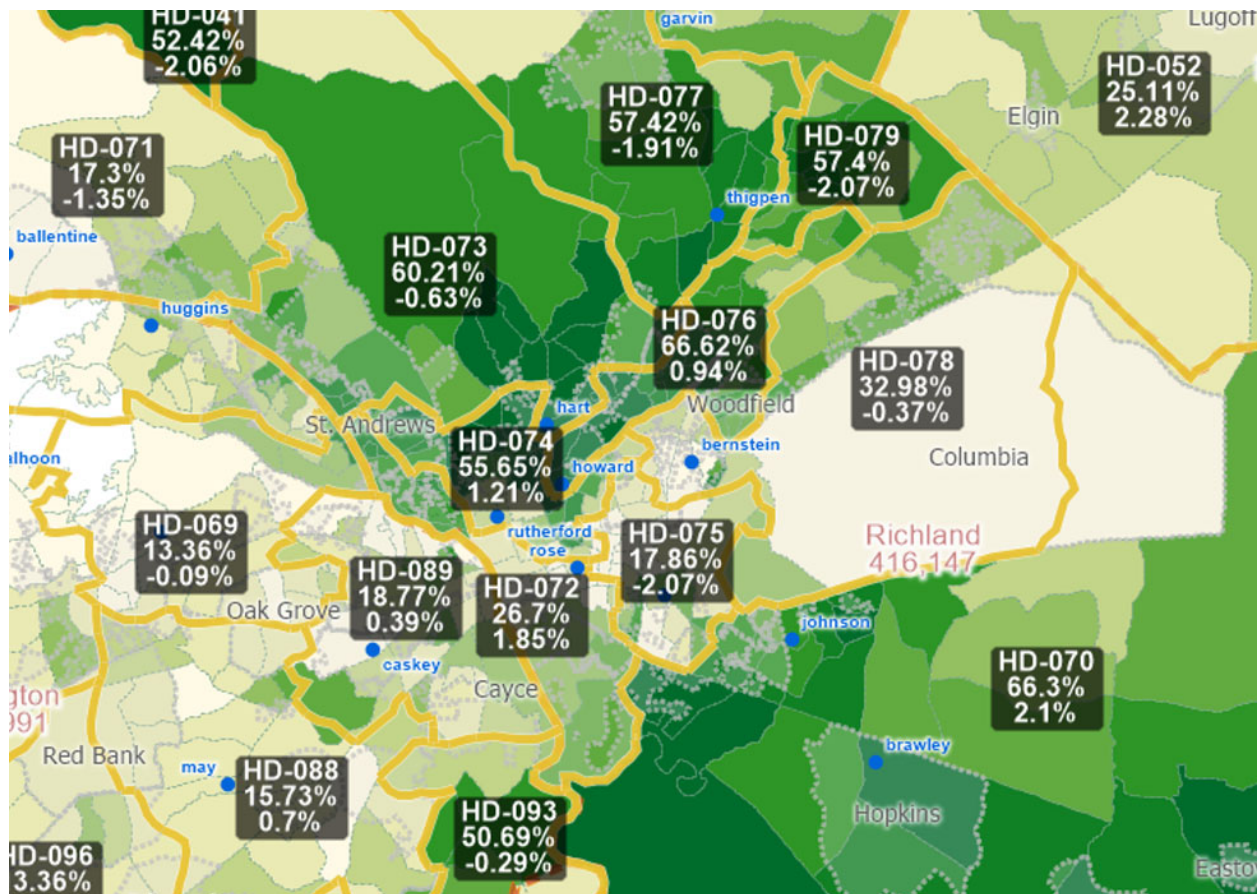 HD-041
52.42%
-2.06%
garvin
Lugoff
HD-077
57.42%
-1.91%
HD-052
25.11%
2.28%
Elgin
HD-079
57.4%
-2.07%
HD-071
17.3%
-1.35%
thigpen
ballentine
HD-073
60.21%
-0.63%
huggins
HD-076
66.62%
0.94%
HD-078
32.98%
-0.37%
St. Andrews
hart
Woodfield
HD-074
55.65%
1.21%
howard
bernstein
Columbia
alhoon
HD-069
13.36%
-0.09%
rutherford
rose
HD-075
17.86%
-2.07%
Richland
416,147
HD-089
18.77%
0.39%
HD-072
26.7%
1.85%
Oak Grove
johnson
caskey
HD-070
66.3%
2.1%
Cayce
ngton
991
Red Bank
may
HD-088
15.73%
0.7%
brawley
HD-093
50.69%
-0.29%
Hopkins
HD-096
3.36%
Eastov